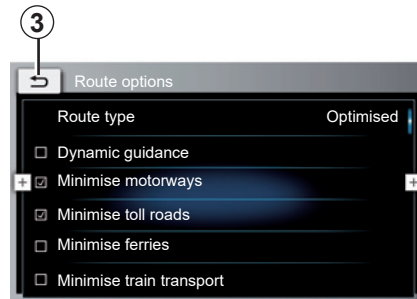 3
Route options
Route type Optimised
Dynamic guidance
Minimise motorways
Minimise toll roads
Minimise ferries
Minimise train transport